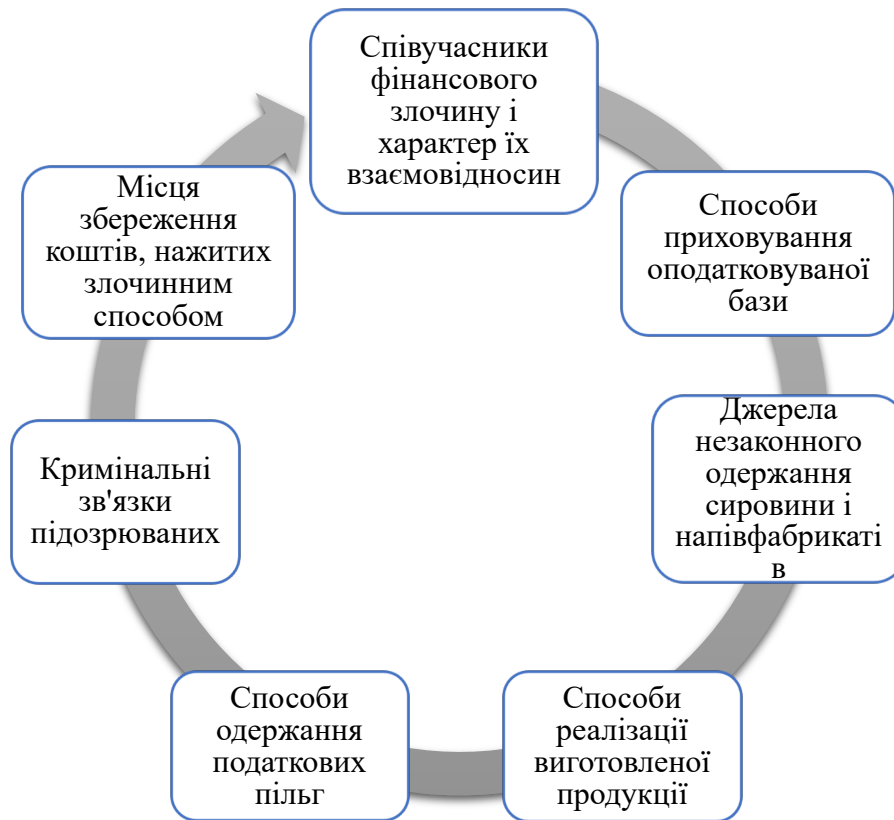 Співучасники
фінансового
злочину і
характер їх
взаємовідносин
Способи
приховування
оподатковуваної
бази
Джерела
незаконного
одержання
сировини і
напівфабрикаті
в
Способи
реалізації
виготовленої
продукції
Способи
одержання
податкових
пільг
Кримінальні
зв'язки
підозрюваних
Місця
збереження
коштів, нажитих
злочинним
способом